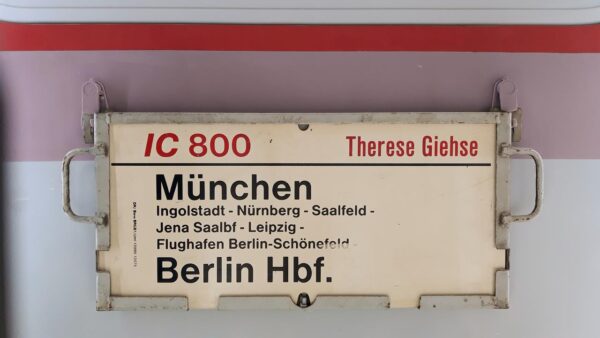 IC 800 Therese Giehse
München
Ingolstadt - Nürnberg - Saalfeld -
Jena Saalbf - Leipzig -
Flughafen Berlin-Schönefeld -
Berlin Hbf.